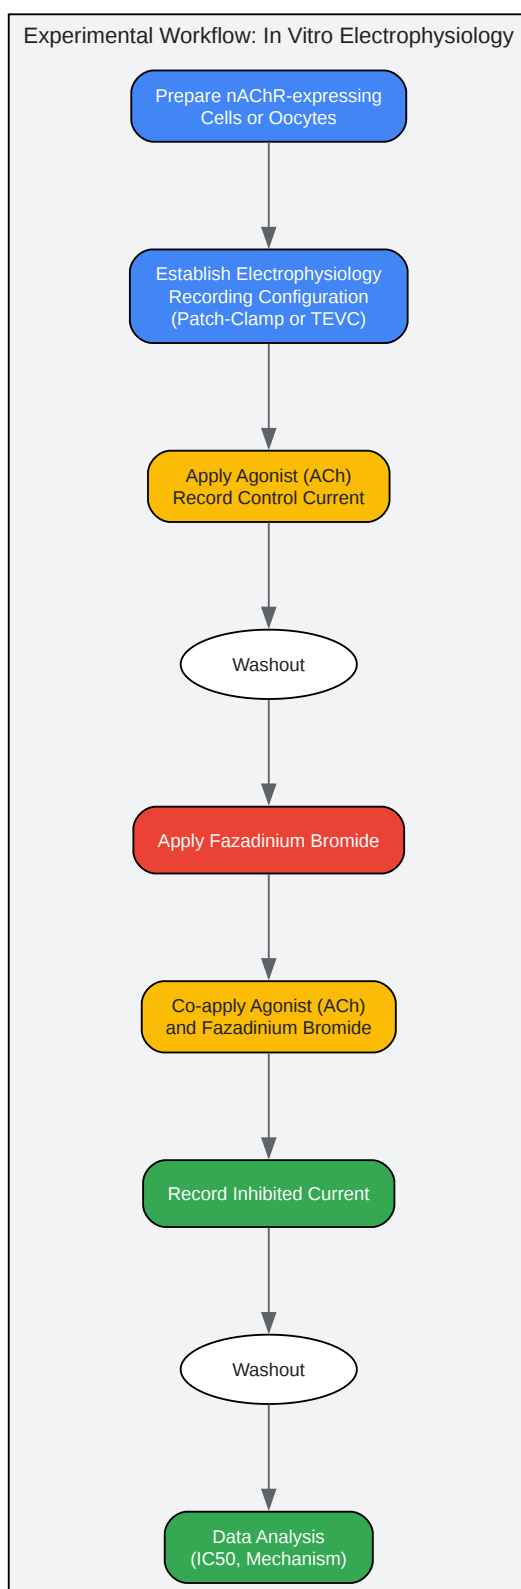 Experimental Workflow: In Vitro Electrophysiology
Prepare nAChR-expressing
Cells or Oocytes
Establish Electrophysiology
Recording Configuration
(Patch-Clamp or TEVC)
Apply Agonist (ACh)
Record Control Current
Washout
Apply Fazadinium Bromide
Co-apply Agonist (ACh)
and Fazadinium Bromide
Record Inhibited Current
Washout
Data Analysis
(IC50, Mechanism)